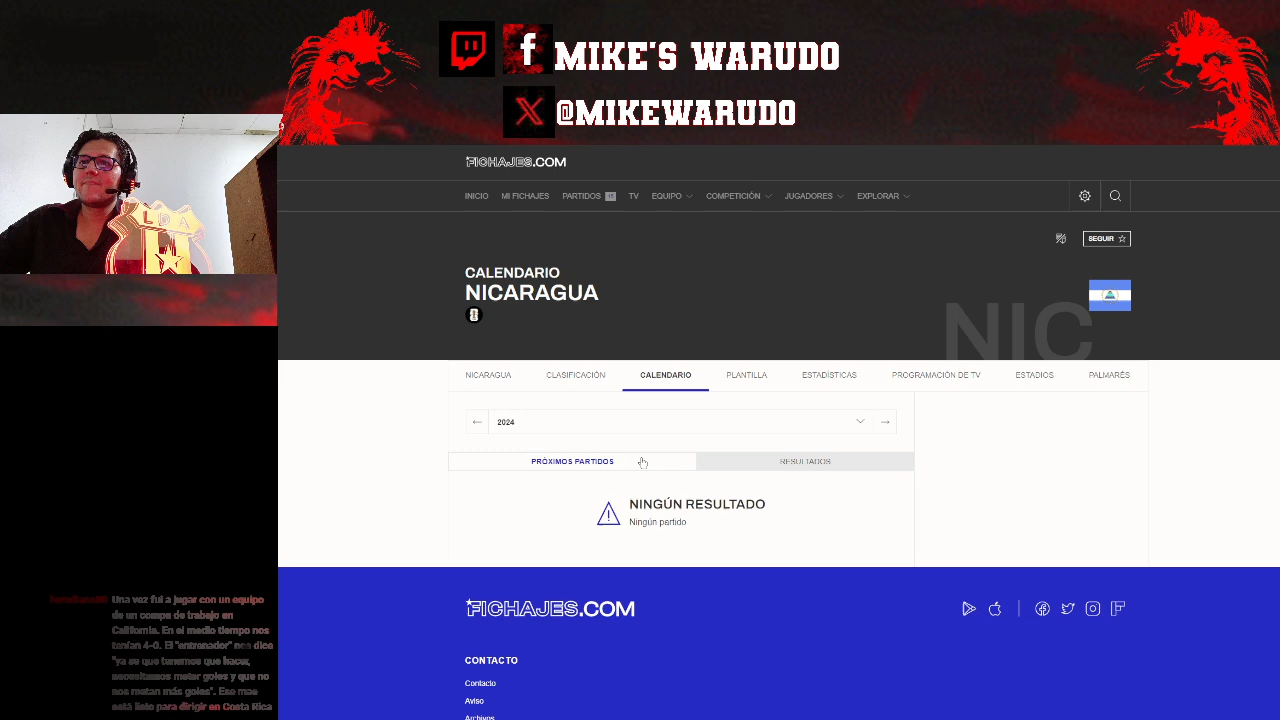 MIKE'S WARUDO
@MIKEWARUDO
LDA
FICHAJES.COM
INICIO MI FICHAJES PARTIDOS 15 TV EQUIPO COMPETICIÓN JUGADORES EXPLORAR
SEGUIR
CALENDARIO
NICARAGUA
NIC
NICARAGUA CLASIFICACIÓN CALENDARIO PLANTILLA ESTADÍSTICAS PROGRAMACIÓN DE TV ESTADIOS PALMARÉS
2024
PRÓXIMOS PARTIDOS RESULTADOS
NINGÚN RESULTADO
Ningún partido
FICHAJES.COM
CONTACTO
Contacto
Aviso
Archivos
Una vez fui a jugar con un equipo
de un compa de trabajo en
California. En el medio tiempo nos
tenían 4-0. El "entrenador" nos dice
"ya se que tenemos que hacer,
necesitamos meter goles y que no
nos metan más goles". Ese mae
está listo para dirigir en Costa Rica